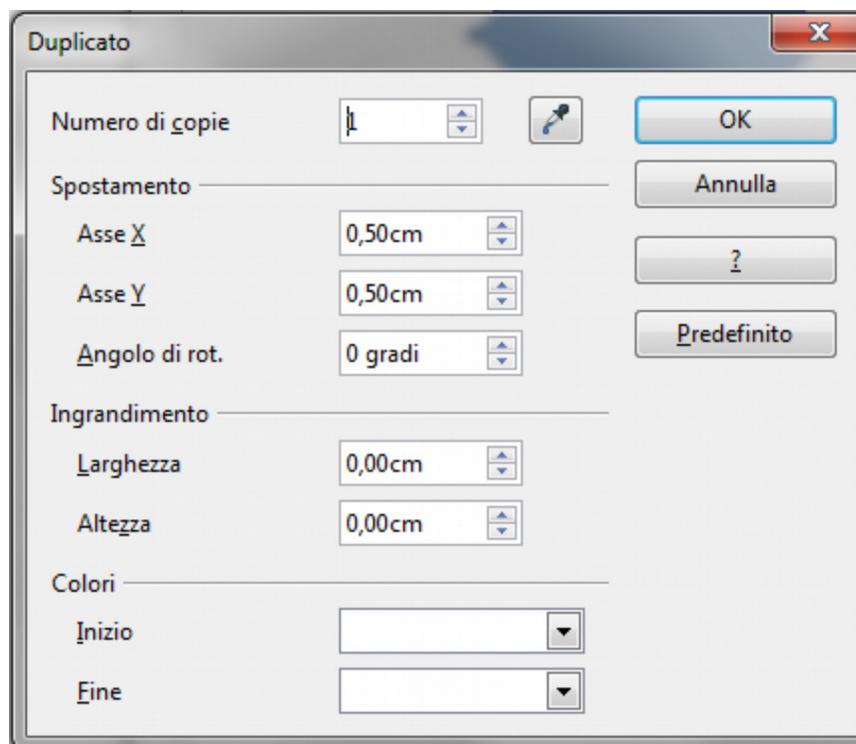 Duplicato
Numero di copie 1 OK
Spostamento Annulla
Asse X 0,50cm ?
Asse Y 0,50cm
Angolo di rot. 0 gradi Predefinito
Ingrandimento
Larghezza 0,00cm
Altezza 0,00cm
Colori
Inizio
Fine